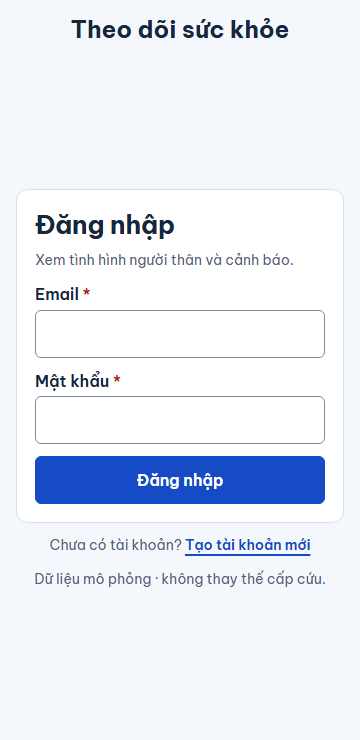 Theo dõi sức khỏe
Đăng nhập
Xem tình hình người thân và cảnh báo.
Email *
Mật khẩu *
Đăng nhập
Chưa có tài khoản? Tạo tài khoản mới
Dữ liệu mô phỏng · không thay thế cấp cứu.